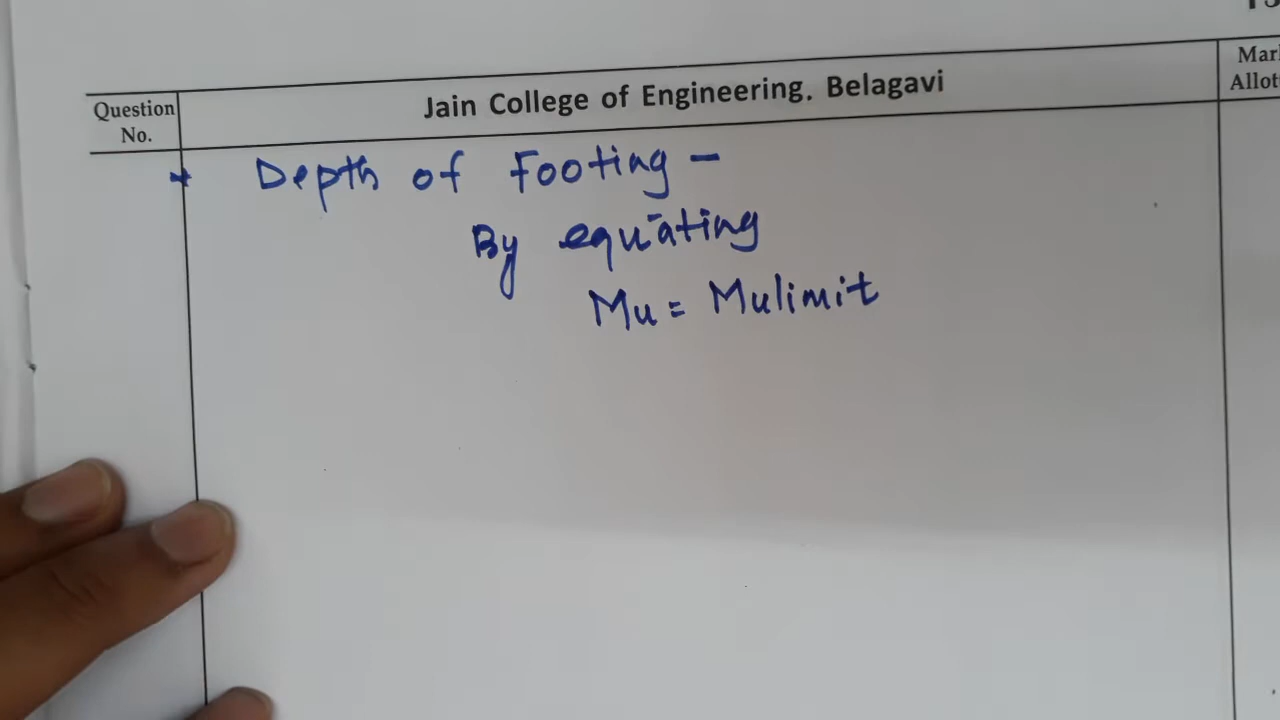 Question No.
Jain College of Engineering. Belagavi
Depth of Footing -
By equating
Mu = Mulimit